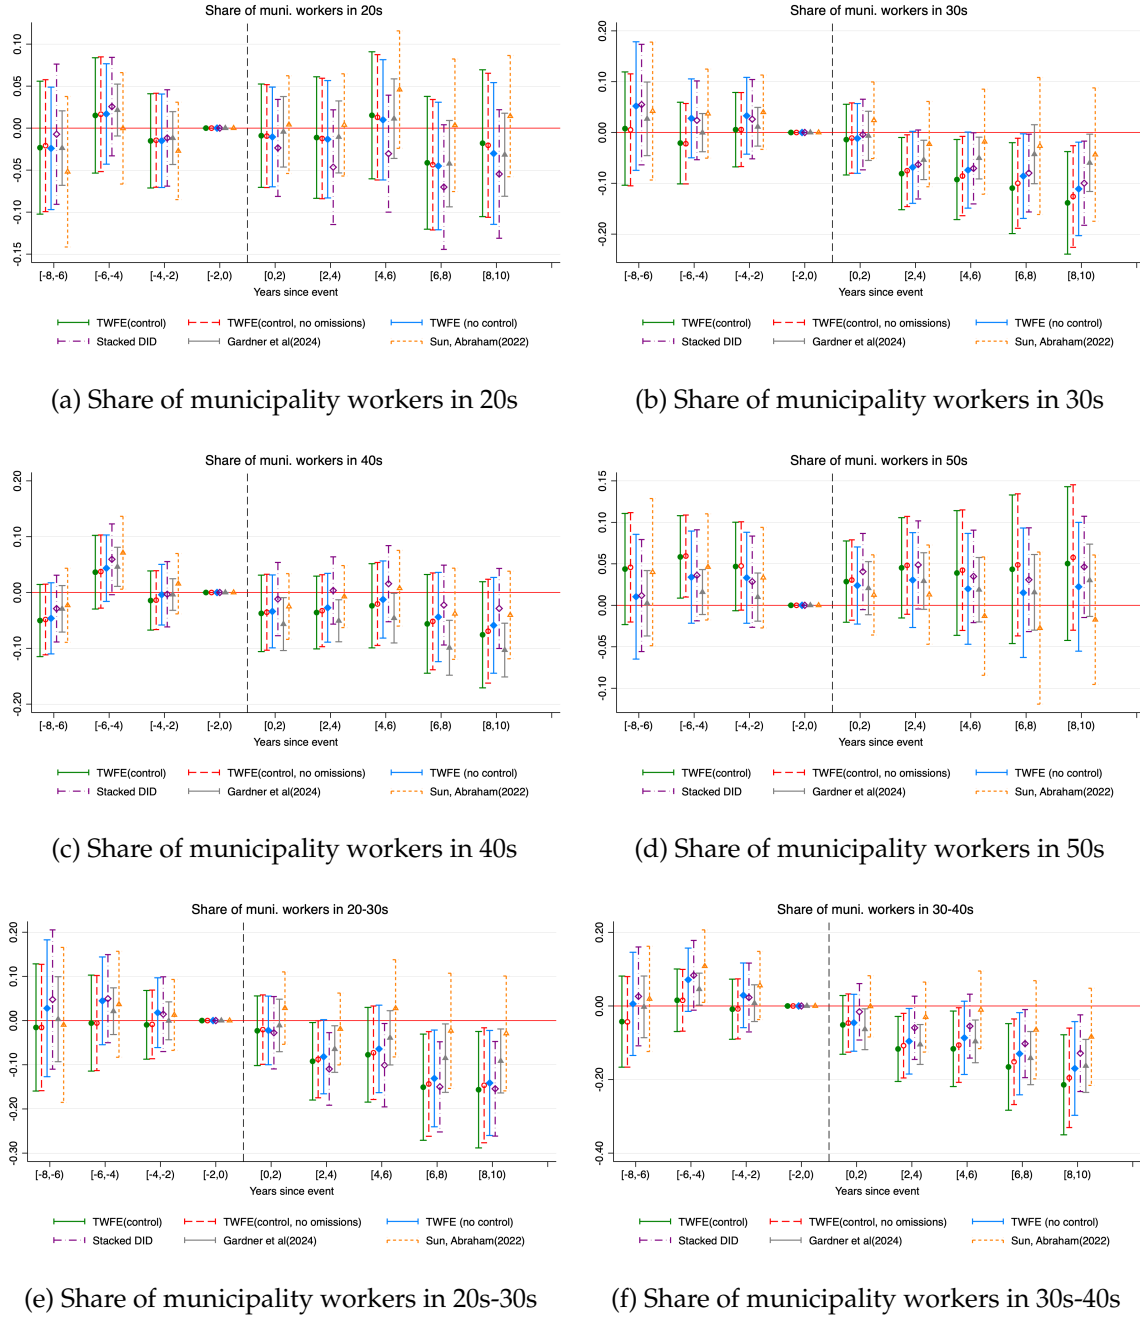 Share of muni. workers in 20s
0.10
0.05
0.00
-0.05
-0.10
-0.15
[-8,-6) [-6,-4) [-4,-2) [-2,0) [0,2) [2,4) [4,6) [6,8) [8,10)
Years since event
TWFE(control) TWFE(control, no omissions) TWFE (no control)
Stacked DID Gardner et al(2024) Sun, Abraham(2022)
(a) Share of municipality workers in 20s
Share of muni. workers in 30s
0.20
0.10
0.00
-0.10
-0.20
[-8,-6) [-6,-4) [-4,-2) [-2,0) [0,2) [2,4) [4,6) [6,8) [8,10)
Years since event
TWFE(control) TWFE(control, no omissions) TWFE (no control)
Stacked DID Gardner et al(2024) Sun, Abraham(2022)
(b) Share of municipality workers in 30s
Share of muni. workers in 40s
0.20
0.10
0.00
-0.10
-0.20
[-8,-6) [-6,-4) [-4,-2) [-2,0) [0,2) [2,4) [4,6) [6,8) [8,10)
Years since event
TWFE(control) TWFE(control, no omissions) TWFE (no control)
Stacked DID Gardner et al(2024) Sun, Abraham(2022)
(c) Share of municipality workers in 40s
Share of muni. workers in 50s
0.15
0.10
0.05
0.00
-0.05
-0.10
[-8,-6) [-6,-4) [-4,-2) [-2,0) [0,2) [2,4) [4,6) [6,8) [8,10)
Years since event
TWFE(control) TWFE(control, no omissions) TWFE (no control)
Stacked DID Gardner et al(2024) Sun, Abraham(2022)
(d) Share of municipality workers in 50s
Share of muni. workers in 20-30s
0.20
0.10
0.00
-0.10
-0.20
-0.30
[-8,-6) [-6,-4) [-4,-2) [-2,0) [0,2) [2,4) [4,6) [6,8) [8,10)
Years since event
TWFE(control) TWFE(control, no omissions) TWFE (no control)
Stacked DID Gardner et al(2024) Sun, Abraham(2022)
(e) Share of municipality workers in 20s-30s
Share of muni. workers in 30-40s
0.20
0.00
-0.20
-0.40
[-8,-6) [-6,-4) [-4,-2) [-2,0) [0,2) [2,4) [4,6) [6,8) [8,10)
Years since event
TWFE(control) TWFE(control, no omissions) TWFE (no control)
Stacked DID Gardner et al(2024) Sun, Abraham(2022)
(f) Share of municipality workers in 30s-40s